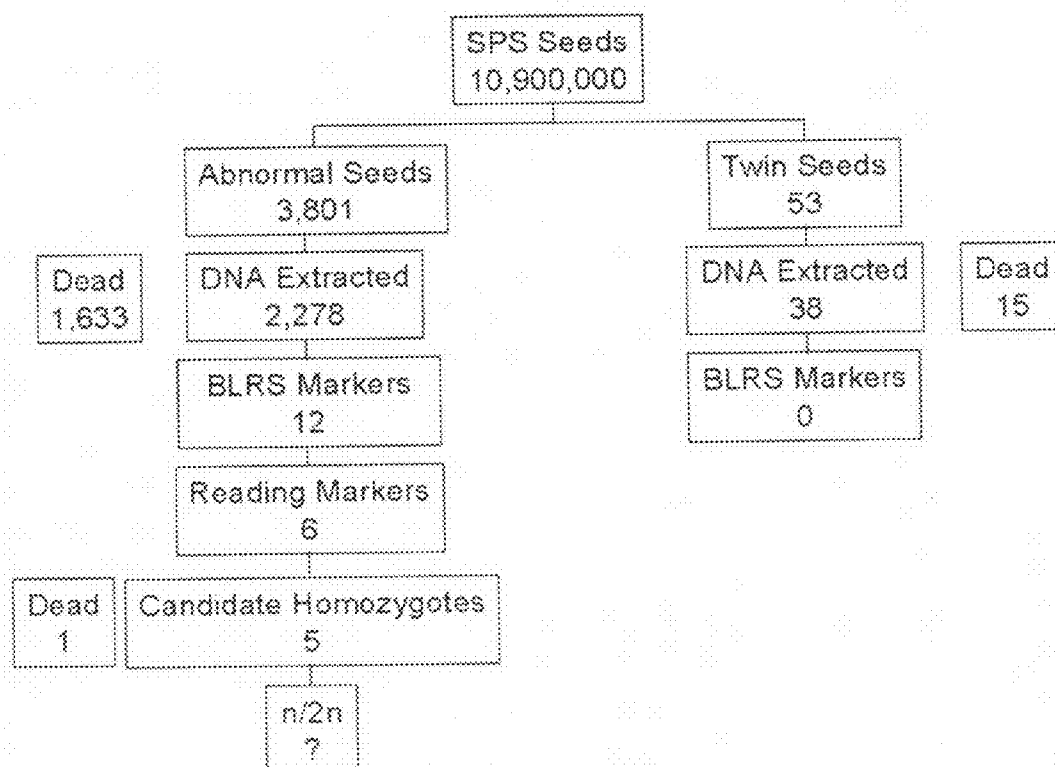 SPS Seeds
10,900,000
Abnormal Seeds
3,801
Twin Seeds
53
Dead
1,633
DNA Extracted
2,278
DNA Extracted
38
Dead
15
BLRS Markers
12
BLRS Markers
0
Reading Markers
6
Dead
1
Candidate Homozygotes
5
n/2n
?